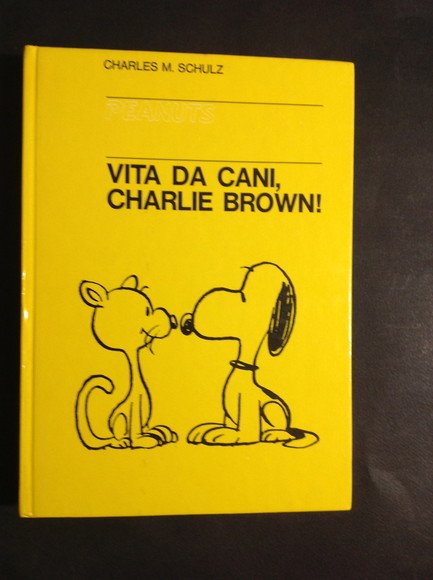 CHARLES M. SCHULZ
PEANUTS
VITA DA CANI,
CHARLIE BROWN!